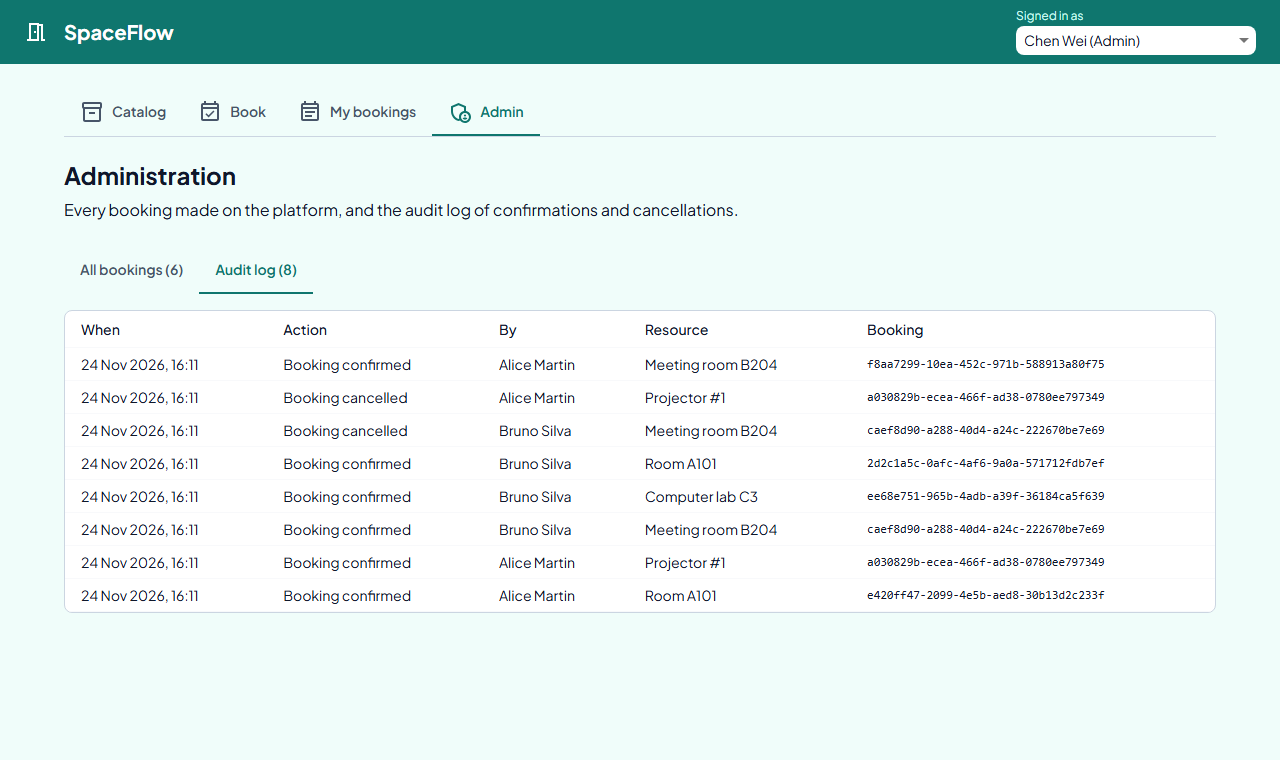 SpaceFlow
Signed in as
Chen Wei (Admin)
Catalog Book My bookings Admin
Administration
Every booking made on the platform, and the audit log of confirmations and cancellations.
All bookings (6) Audit log (8)
When Action By Resource Booking
24 Nov 2026, 16:11 Booking confirmed Alice Martin Meeting room B204 f8aa7299-10ea-452c-971b-588913a80f75
24 Nov 2026, 16:11 Booking cancelled Alice Martin Projector #1 a030829b-ecea-466f-ad38-0780ee797349
24 Nov 2026, 16:11 Booking cancelled Bruno Silva Meeting room B204 caef8d90-a288-40d4-a24c-222670be7e69
24 Nov 2026, 16:11 Booking confirmed Bruno Silva Room A101 2d2c1a5c-0afc-4af6-9a0a-571712fdb7ef
24 Nov 2026, 16:11 Booking confirmed Bruno Silva Computer lab C3 ee68e751-965b-4adb-a39f-36184ca5f639
24 Nov 2026, 16:11 Booking confirmed Bruno Silva Meeting room B204 caef8d90-a288-40d4-a24c-222670be7e69
24 Nov 2026, 16:11 Booking confirmed Alice Martin Projector #1 a030829b-ecea-466f-ad38-0780ee797349
24 Nov 2026, 16:11 Booking confirmed Alice Martin Room A101 e420ff47-2099-4e5b-aed8-30b13d2c233f